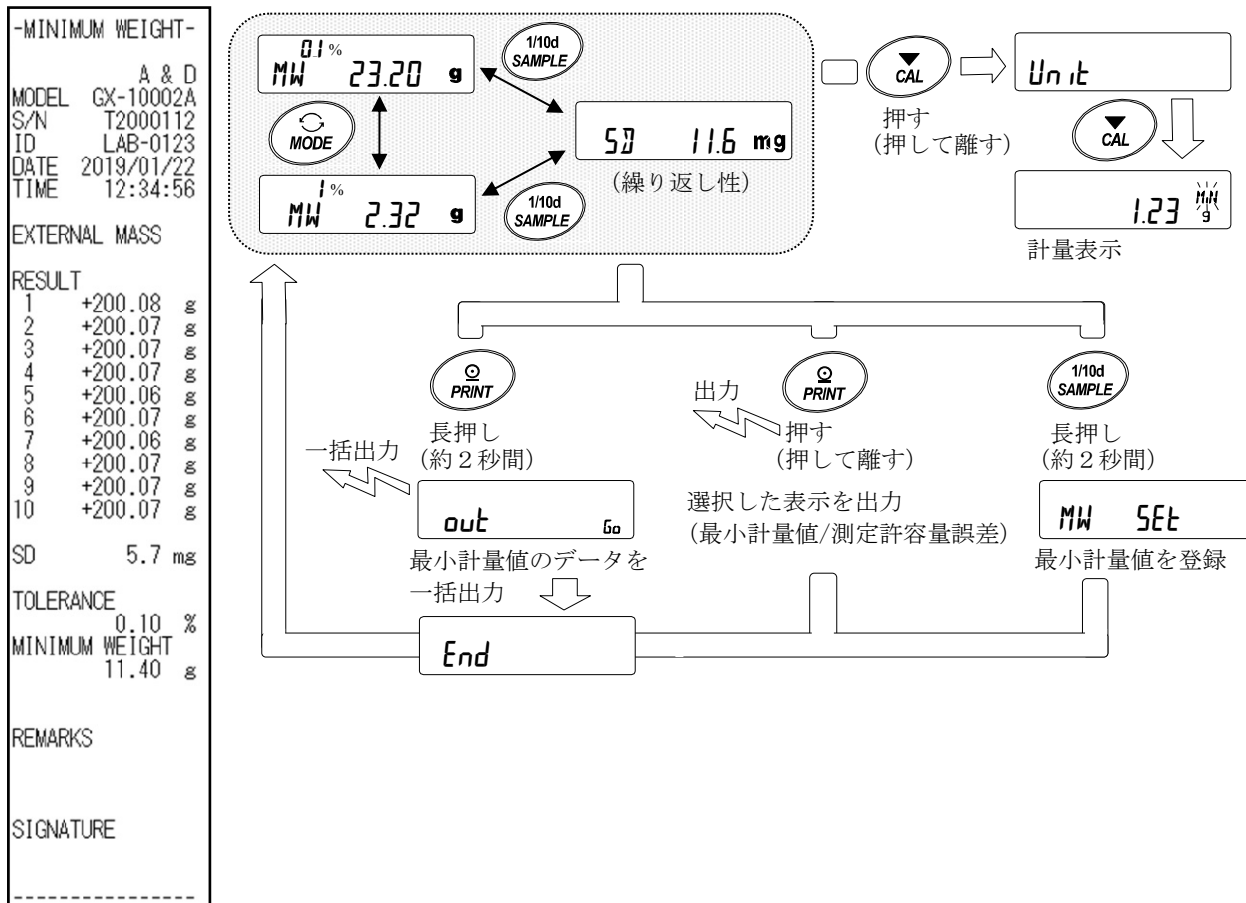 -MINIMUM WEIGHT-
A & D
MODEL GX-10002A
S/N T2000112
ID LAB-0123
DATE 2019/01/22
TIME 12:34:56
EXTERNAL MASS
RESULT
1 +200.08 g
2 +200.07 g
3 +200.07 g
4 +200.07 g
5 +200.06 g
6 +200.07 g
7 +200.06 g
8 +200.07 g
9 +200.07 g
10 +200.07 g
SD 5.7 mg
TOLERANCE
0.10 %
MINIMUM WEIGHT
11.40 g
REMARKS
SIGNATURE
0.1 %
MW 23.20 g
1/10d
SAMPLE
MODE
SD 11.6 mg
(繰り返し性)
1 %
MW 2.32 g
1/10d
SAMPLE
CAL
押す
(押して離す)
Unit
CAL
1.23 MIN g
計量表示
PRINT
長押し
(約2秒間)
一括出力
out Go
最小計量値のデータを
一括出力
End
PRINT
出力
押す
(押して離す)
選択した表示を出力
(最小計量値/測定許容量誤差)
1/10d
SAMPLE
長押し
(約2秒間)
MW SEt
最小計量値を登録